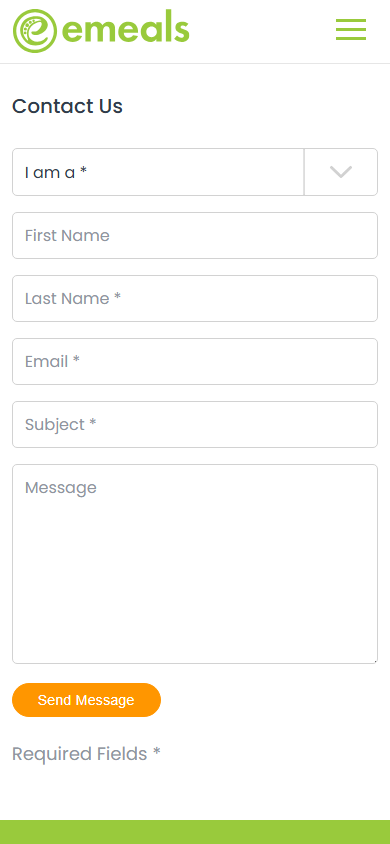 emeals
Contact Us
I am a *
First Name
Last Name *
Email *
Subject *
Message
Send Message
Required Fields *